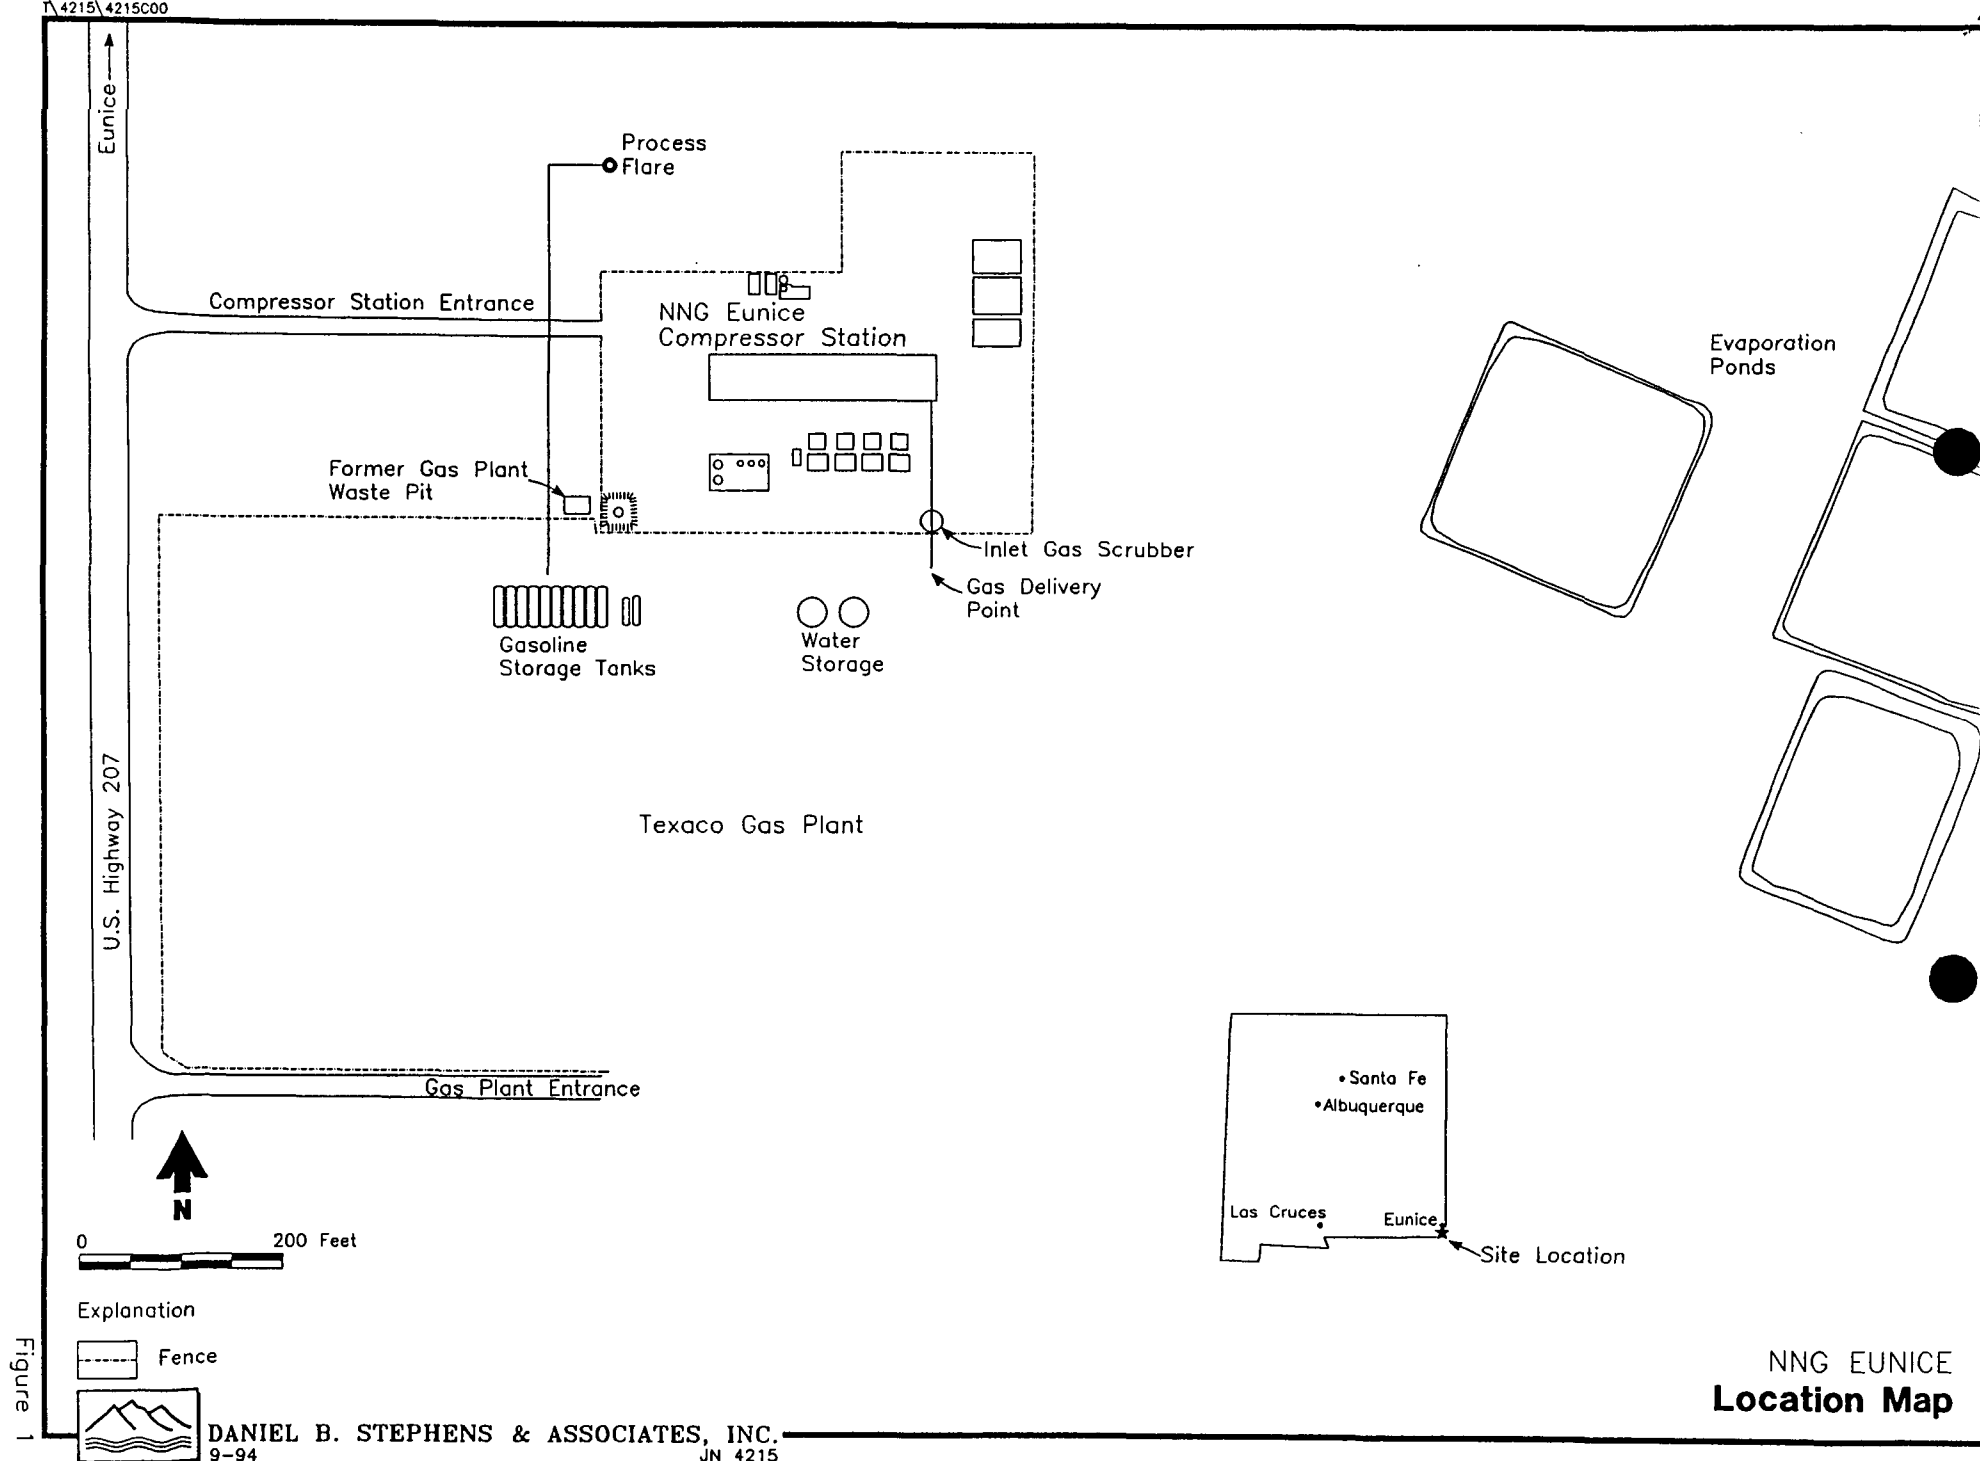 T\4215\4215C00
Eunice
Process
Flare
Compressor Station Entrance
NNG Eunice
Compressor Station
Evaporation
Ponds
Former Gas Plant
Waste Pit
Inlet Gas Scrubber
Gas Delivery
Point
Gasoline
Storage Tanks
Water
Storage
U.S. Highway 207
Texaco Gas Plant
Gas Plant Entrance
Santa Fe
Albuquerque
Las Cruces
Eunice
Site Location
N
0 200 Feet
Explanation
Fence
Figure 1
NNG EUNICE
Location Map
DANIEL B. STEPHENS & ASSOCIATES, INC.
9-94 JN 4215